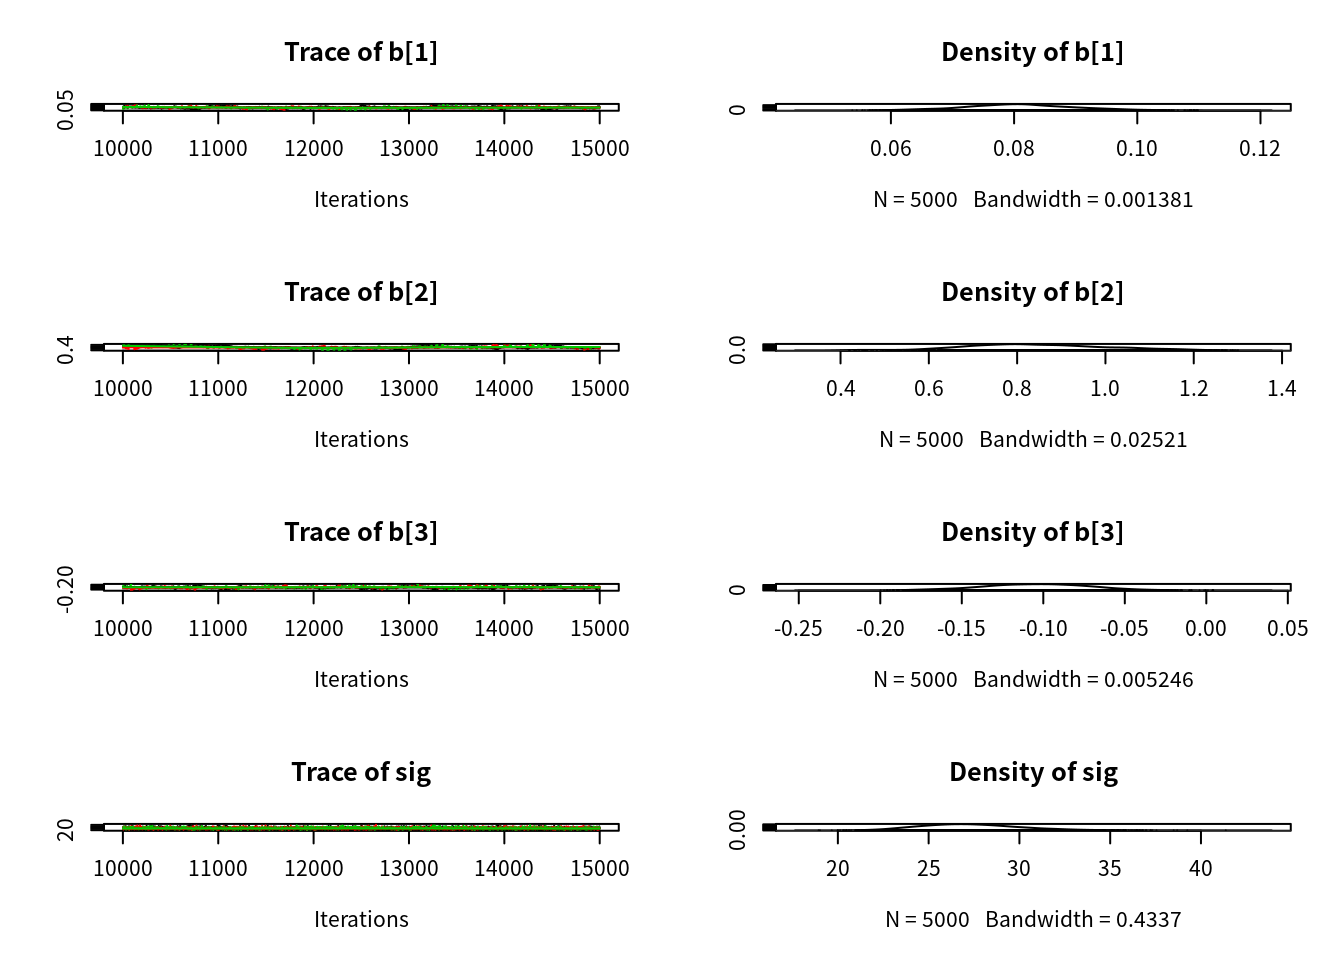 Trace of b[1]
0.05
10000 11000 12000 13000 14000 15000
Iterations
Density of b[1]
0
0.06 0.08 0.10 0.12
N = 5000 Bandwidth = 0.001381
Trace of b[2]
0.4
10000 11000 12000 13000 14000 15000
Iterations
Density of b[2]
0.0
0.4 0.6 0.8 1.0 1.2 1.4
N = 5000 Bandwidth = 0.02521
Trace of b[3]
-0.20
10000 11000 12000 13000 14000 15000
Iterations
Density of b[3]
0
-0.25 -0.20 -0.15 -0.10 -0.05 0.00 0.05
N = 5000 Bandwidth = 0.005246
Trace of sig
20
10000 11000 12000 13000 14000 15000
Iterations
Density of sig
0.00
20 25 30 35 40
N = 5000 Bandwidth = 0.4337